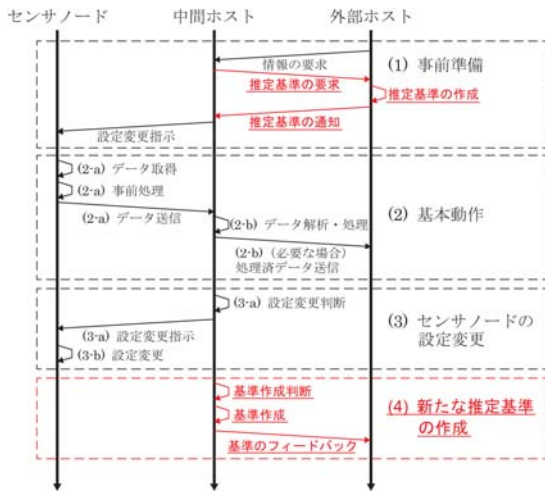 センサノード
中間ホスト
外部ホスト
情報の要求
推定基準の要求
推定基準の作成
推定基準の通知
設定変更指示
(1) 事前準備
(2-a) データ取得
(2-a) 事前処理
(2-a) データ送信
(2-b) データ解析・処理
(2-b) (必要な場合)
処理済データ送信
(2) 基本動作
(3-a) 設定変更判断
(3-a) 設定変更指示
(3-b) 設定変更
(3) センサノードの
設定変更
基準作成判断
基準作成
基準のフィードバック
(4) 新たな推定基準
の作成